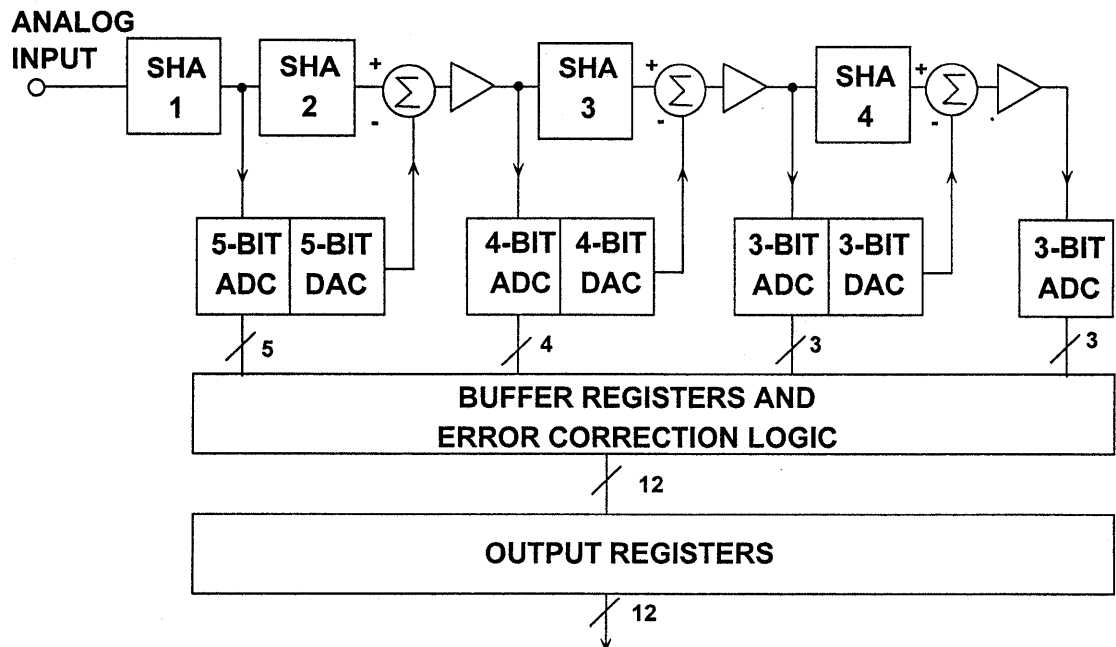 ANALOG
INPUT
SHA
1
SHA
2
+
-
Σ
SHA
3
+
-
Σ
SHA
4
+
-
Σ
5-BIT
ADC
5-BIT
DAC
4-BIT
ADC
4-BIT
DAC
3-BIT
ADC
3-BIT
DAC
3-BIT
ADC
5
4
3
3
BUFFER REGISTERS AND
ERROR CORRECTION LOGIC
12
OUTPUT REGISTERS
12